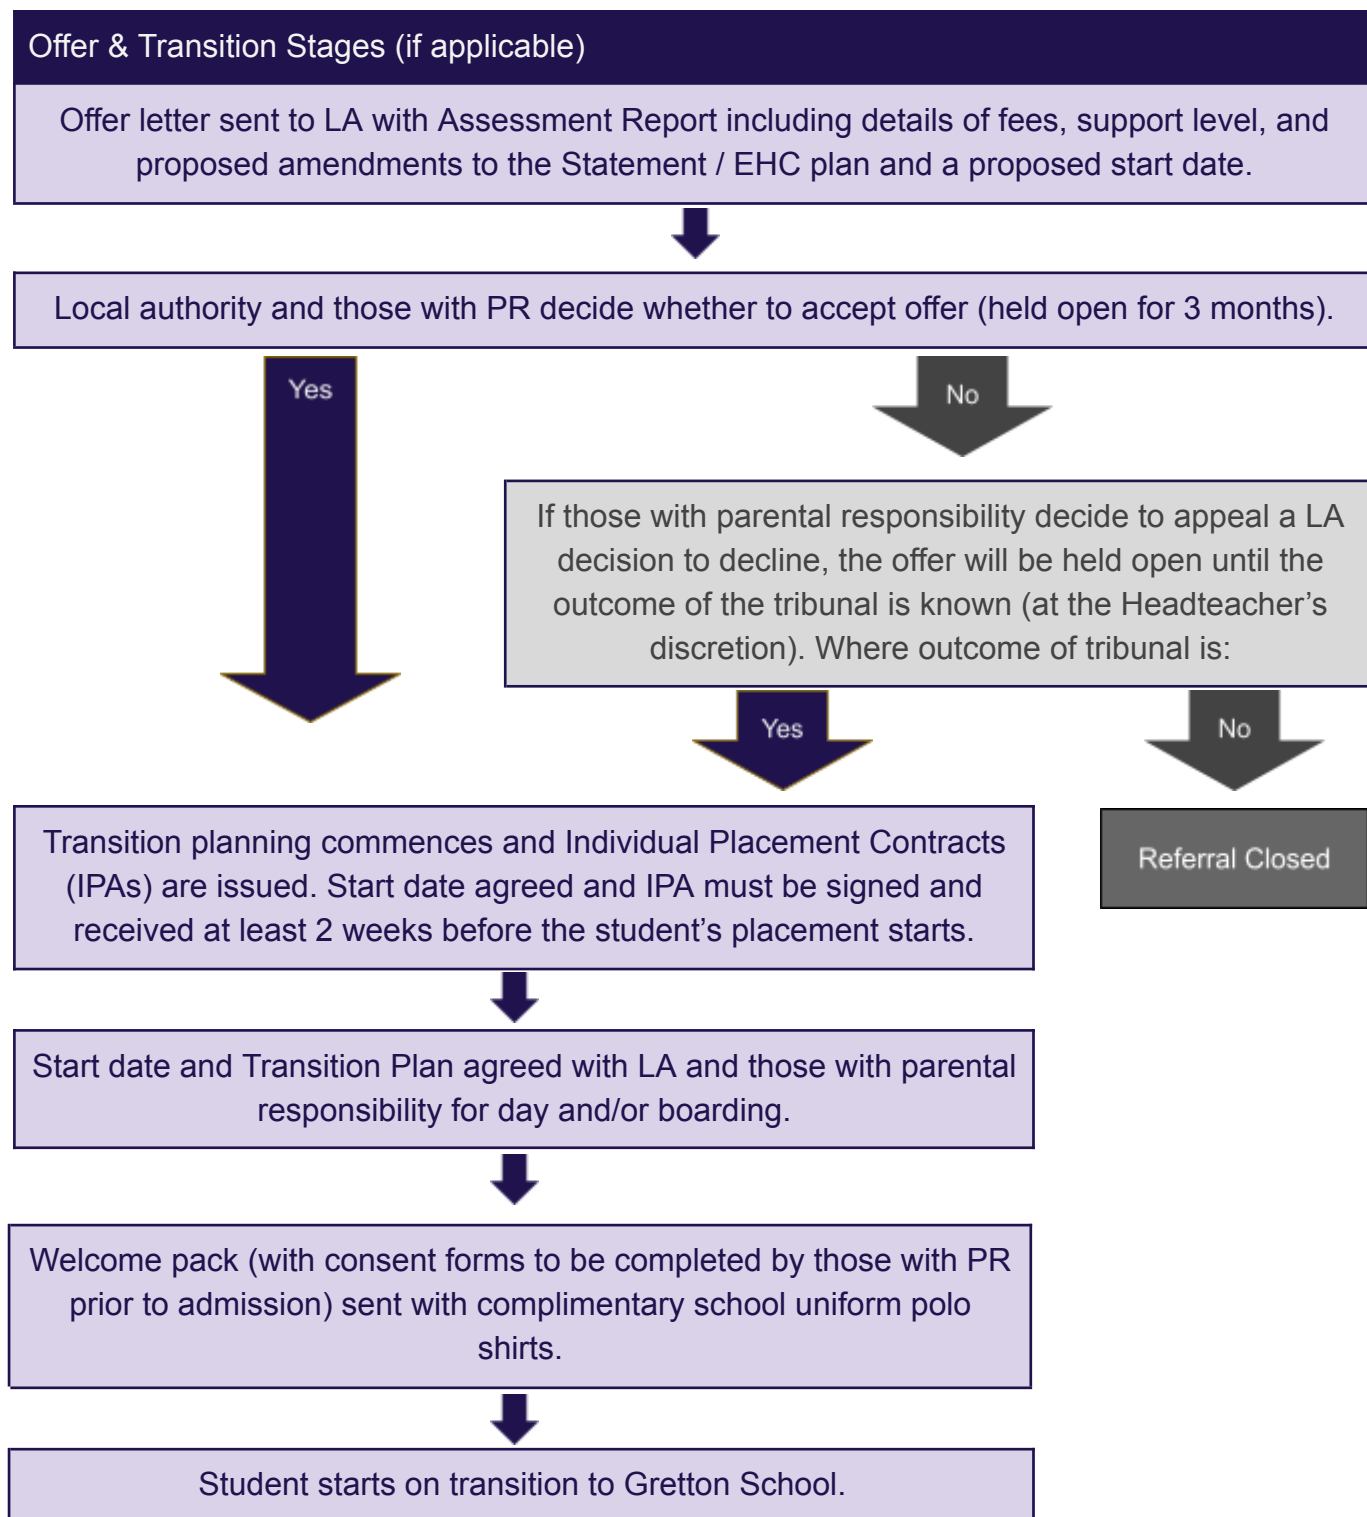 Offer & Transition Stages (if applicable)
Offer letter sent to LA with Assessment Report including details of fees, support level, and
proposed amendments to the Statement / EHC plan and a proposed start date.
Local authority and those with PR decide whether to accept offer (held open for 3 months).
Yes
No
If those with parental responsibility decide to appeal a LA
decision to decline, the offer will be held open until the
outcome of the tribunal is known (at the Headteacher’s
discretion). Where outcome of tribunal is:
Yes
No
Transition planning commences and Individual Placement Contracts
(IPAs) are issued. Start date agreed and IPA must be signed and
received at least 2 weeks before the student’s placement starts.
Referral Closed
Start date and Transition Plan agreed with LA and those with parental
responsibility for day and/or boarding.
Welcome pack (with consent forms to be completed by those with PR
prior to admission) sent with complimentary school uniform polo
shirts.
Student starts on transition to Gretton School.